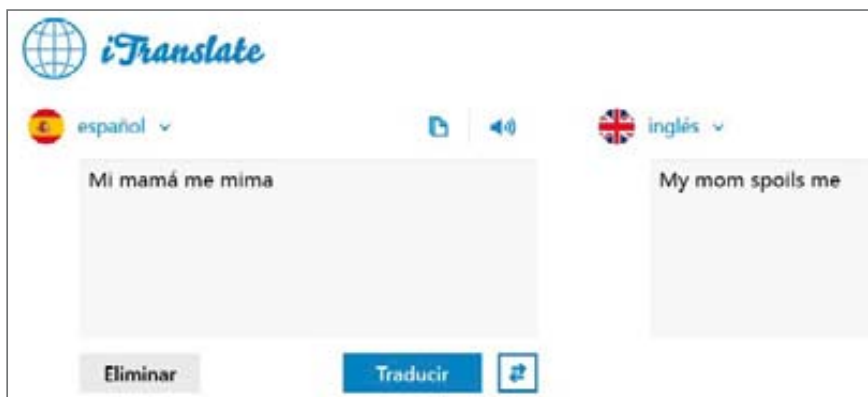 iTranslate
español
inglés
Mi mamá me mima
My mom spoils me
Eliminar
Traducir